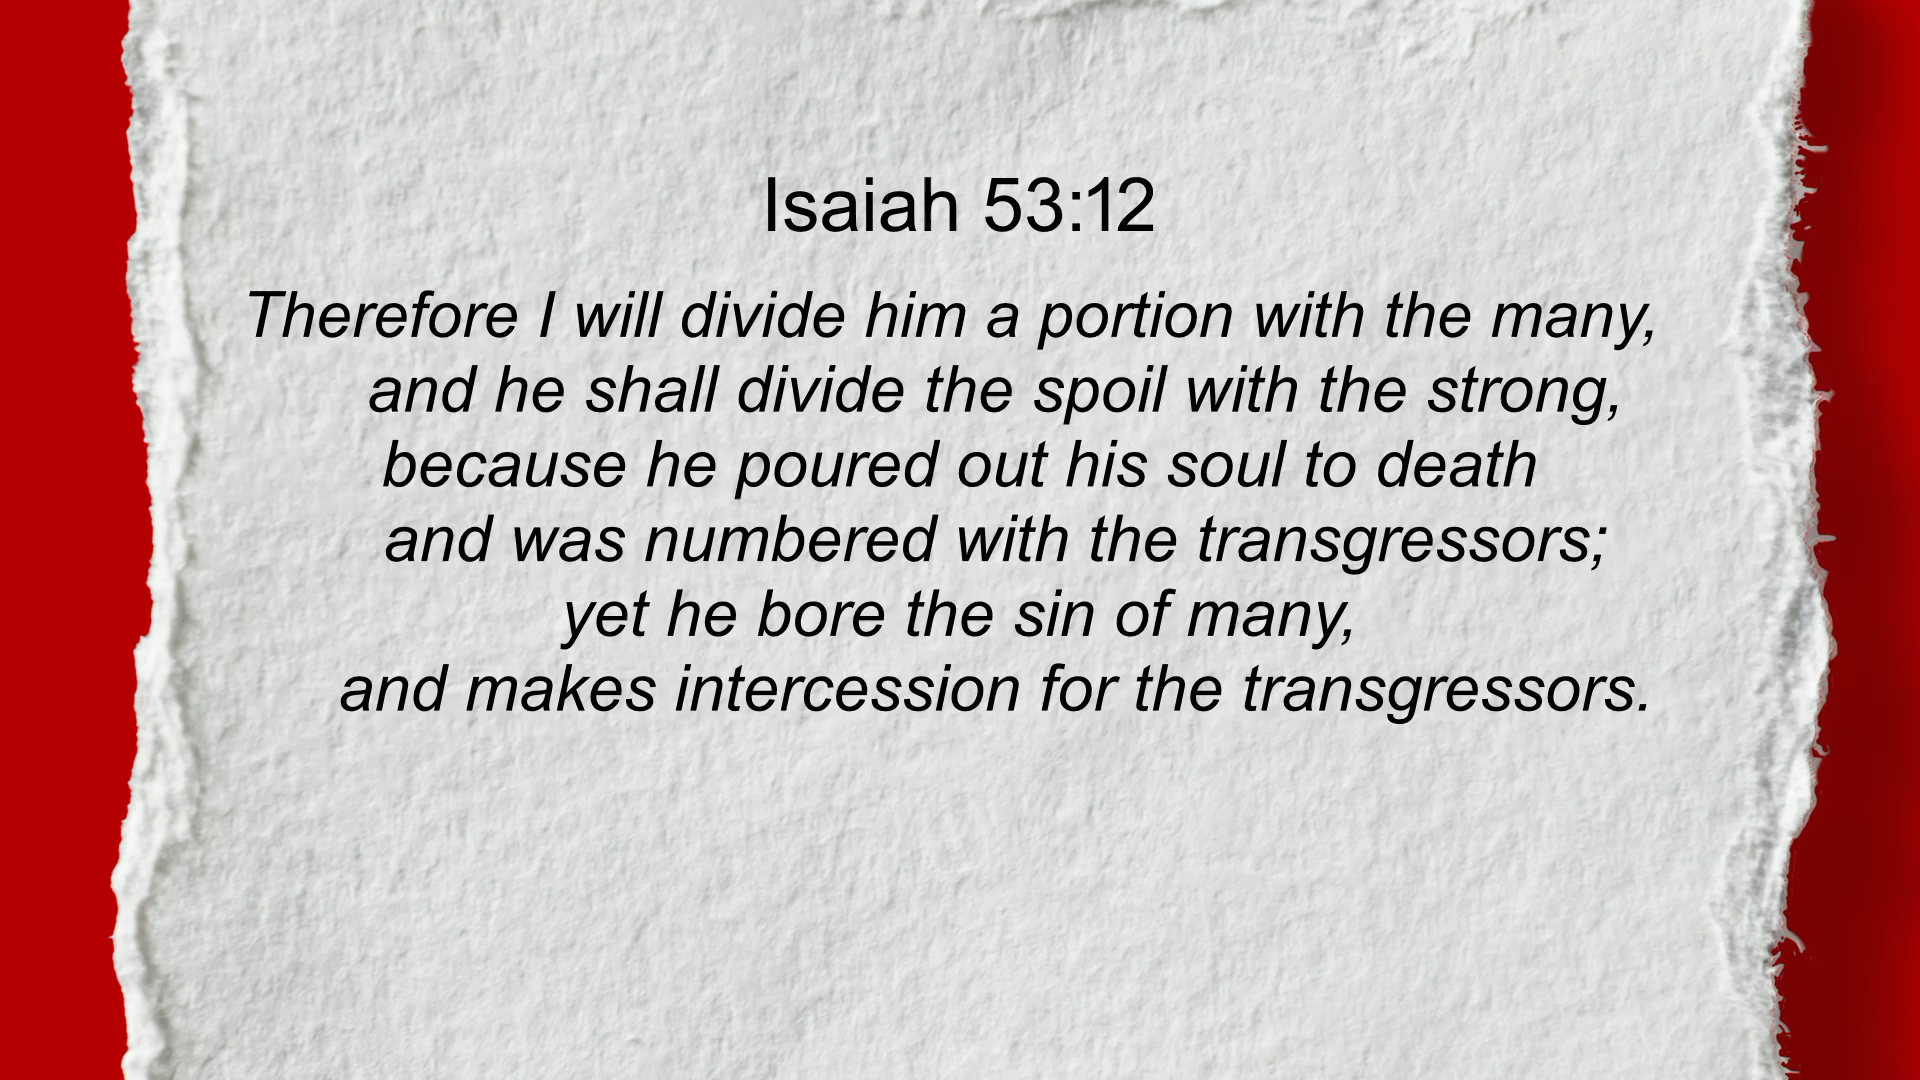 Isaiah 53:12
Therefore I will divide him a portion with the many,
and he shall divide the spoil with the strong,
because he poured out his soul to death
and was numbered with the transgressors;
yet he bore the sin of many,
and makes intercession for the transgressors.